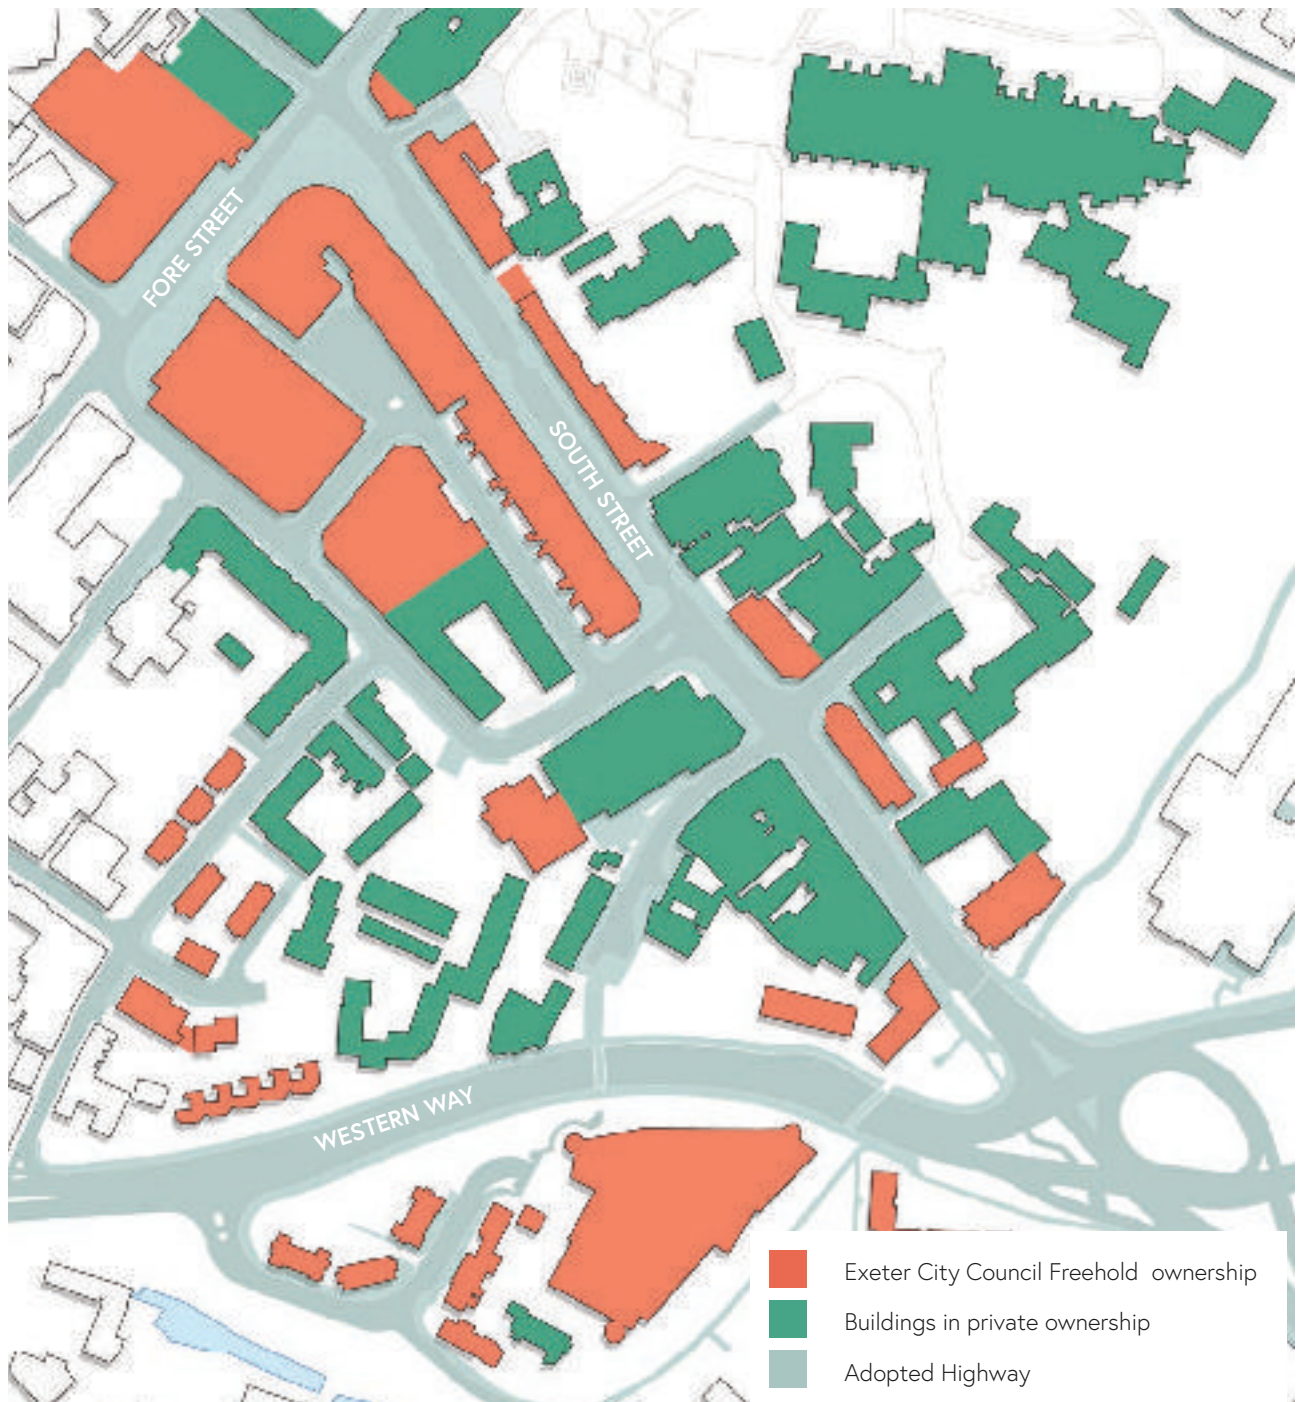 FORE STREET
SOUTH STREET
WESTERN WAY
Exeter City Council Freehold ownership
Buildings in private ownership
Adopted Highway